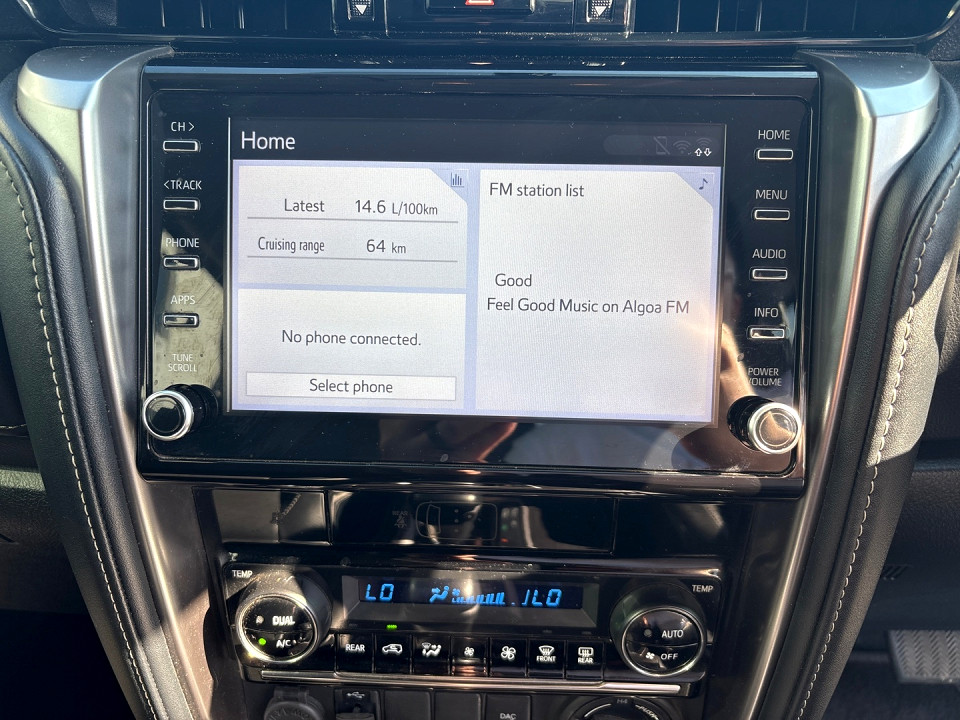 CH >
Home
HOME
<TRACK
Latest 14.6 L/100km
FM station list
MENU
PHONE
Cruising range 64 km
AUDIO
Good
APPS
Feel Good Music on Algoa FM
INFO
No phone connected.
TUNE
SCROLL
Select phone
POWER
VOLUME
TEMP
LO
LO
TEMP
DUAL
A/C
AUTO
OFF
REAR
FRONT
REAR
DAC
H4